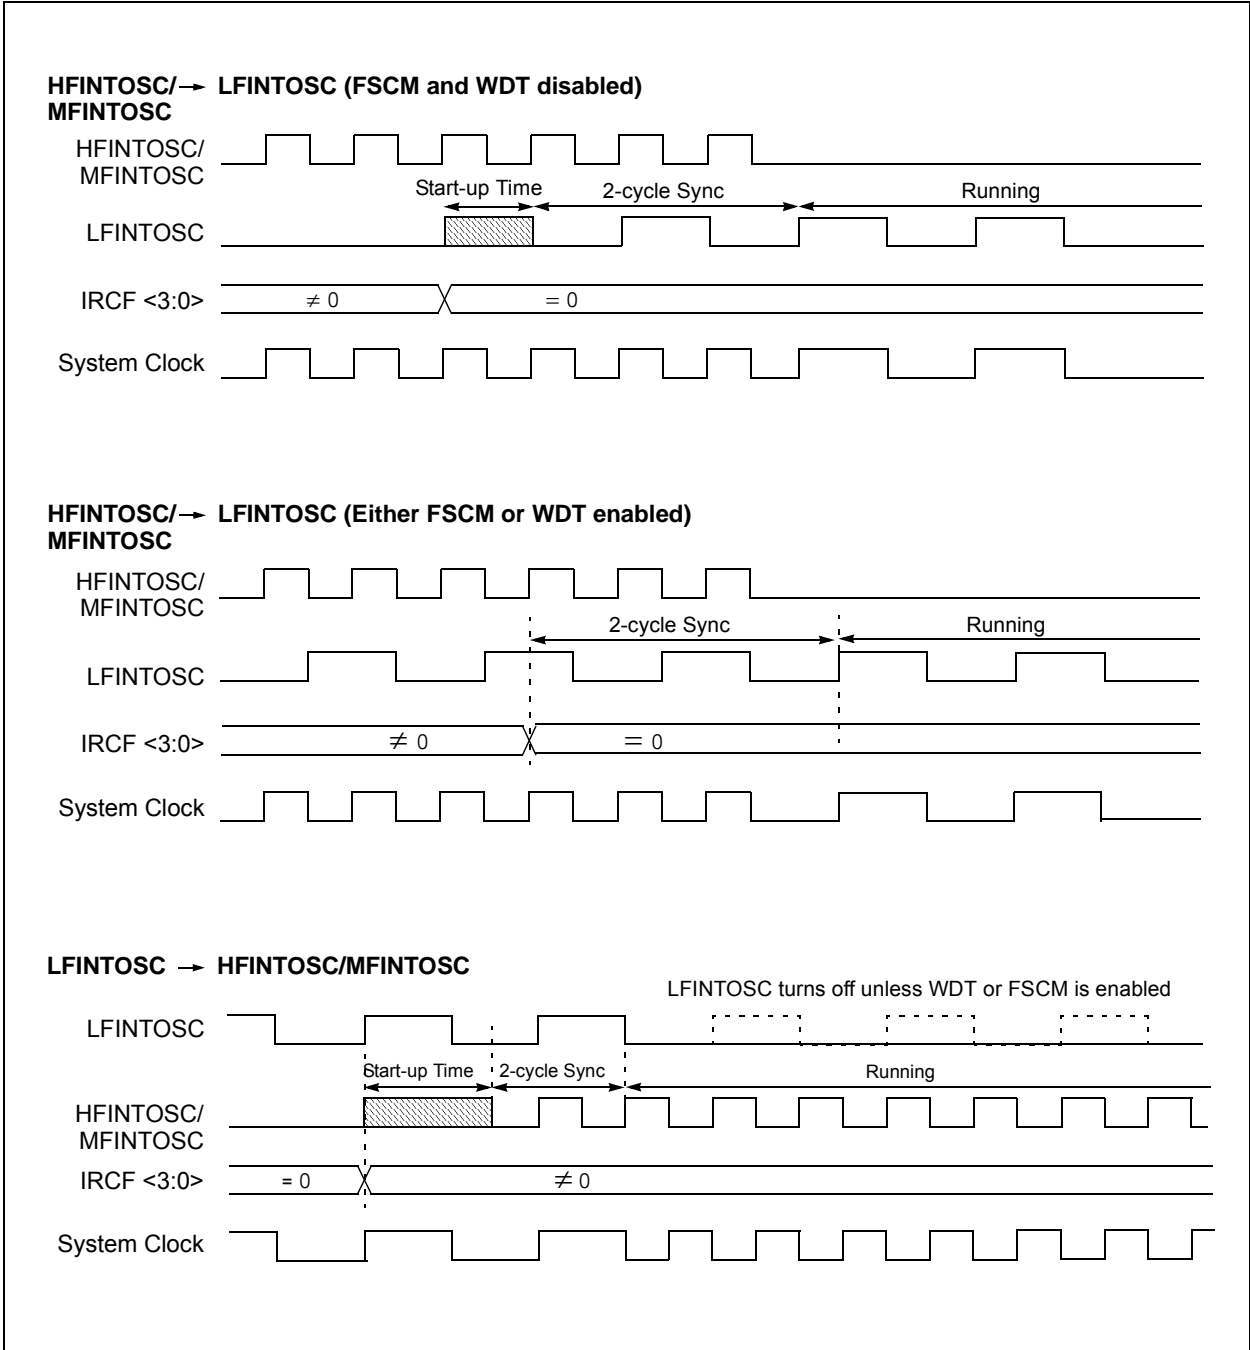 HFINTOSC/→ LFINTOSC (FSCM and WDT disabled)
MFINTOSC
HFINTOSC/
MFINTOSC
Start-up Time 2-cycle Sync Running
LFINTOSC
IRCF <3:0> ≠ 0 = 0
System Clock
HFINTOSC/→ LFINTOSC (Either FSCM or WDT enabled)
MFINTOSC
HFINTOSC/
MFINTOSC
2-cycle Sync Running
LFINTOSC
IRCF <3:0> ≠ 0 = 0
System Clock
LFINTOSC → HFINTOSC/MFINTOSC
LFINTOSC turns off unless WDT or FSCM is enabled
LFINTOSC
Start-up Time 2-cycle Sync Running
HFINTOSC/
MFINTOSC
IRCF <3:0> = 0 ≠ 0
System Clock